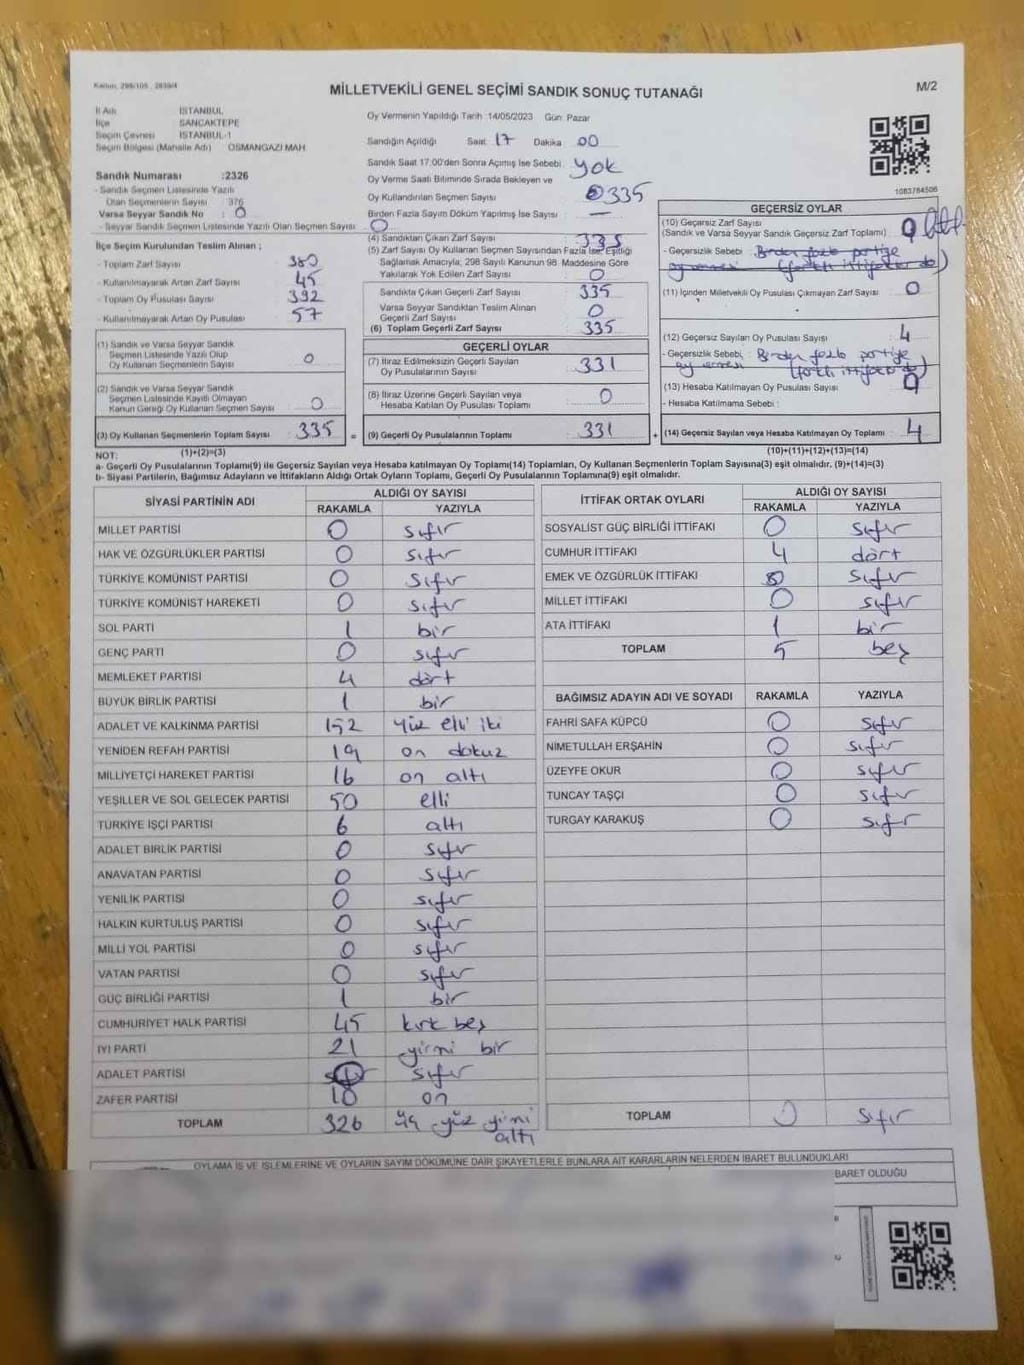 Kanun: 298/105 , 2839/4
MİLLETVEKİLİ GENEL SEÇİMİ SANDIK SONUÇ TUTANAĞI
M/2
İl Adı İSTANBUL
İlçe SANCAKTEPE
Seçim Çevresi İSTANBUL-1
Seçim Bölgesi (Mahalle Adı) OSMANGAZİ MAH
Sandık Numarası :2326
- Sandık Seçmen Listesinde Yazılı
Olan Seçmenlerin Sayısı 376
Varsa Seyyar Sandık No : 0
- Seyyar Sandık Seçmen Listesinde Yazılı Olan Seçmen Sayısı 0
Oy Vermenin Yapıldığı Tarih :14/05/2023 Gün: Pazar
Sandığın Açıldığı Saat 17 Dakika 00
Sandık Saat 17:00'den Sonra Açımış İse Sebebi yok
Oy Verme Saati Bitiminde Sırada Bekleyen ve
Oy Kullandırılan Seçmen Sayısı 335
Birden Fazla Sayım Döküm Yapılmış İse Sayısı —
1083784506
İlçe Seçim Kurulundan Teslim Alınan ;
- Toplam Zarf Sayısı 380
- Kullanılmayarak Artan Zarf Sayısı 45
- Toplam Oy Pusulası Sayısı 392
- Kullanılmayarak Artan Oy Pusulası 57
(1) Sandık ve Varsa Seyyar Sandık
Seçmen Listesinde Yazılı Olup
Oy Kullanan Seçmenlerin Sayısı 0
(2) Sandık ve Varsa Seyyar Sandık
Seçmen Listesinde Kayıtlı Olmayan
Kanun Gereği Oy Kullanan Seçmen Sayısı 0
(3) Oy Kullanan Seçmenlerin Toplam Sayısı 335
(1)+(2)=(3)
(4) Sandıktan Çıkan Zarf Sayısı 335
(5) Zarf Sayısı Oy Kullanan Seçmen Sayısından Fazla İse, Eşitliği
Sağlamak Amacıyla; 298 Sayılı Kanunun 98. Maddesine Göre
Yakılarak Yok Edilen Zarf Sayısı 0
Sandıkta Çıkan Geçerli Zarf Sayısı 335
Varsa Seyyar Sandıktan Teslim Alınan
Geçerli Zarf Sayısı 0
(6) Toplam Geçerli Zarf Sayısı 335
GEÇERLİ OYLAR
(7) İtiraz Edilmeksizin Geçerli Sayılan
Oy Pusulalarının Sayısı 331
(8) İtiraz Üzerine Geçerli Sayılan veya
Hesaba Katılan Oy Pusulası Toplamı 0
= (9) Geçerli Oy Pusulalarının Toplamı 331 +
GEÇERSİZ OYLAR
(10) Geçersiz Zarf Sayısı
(Sandık ve Varsa Seyyar Sandık Geçersiz Zarf Toplamı) 0
- Geçersizlik Sebebi : Birden fazla partiye
oy vermesi (farklı ittifaklar da)
(11) İçinden Milletvekili Oy Pusulası Çıkmayan Zarf Sayısı 0
(12) Geçersiz Sayılan Oy Pusulası Sayısı 4
- Geçersizlik Sebebi : Birden fazla partiye
oy vermesi (farklı ittifaklar da)
(13) Hesaba Katılmayan Oy Pusulası Sayısı 0
- Hesaba Katılmama Sebebi :
(14) Geçersiz Sayılan veya Hesaba Katılmayan Oy Toplamı 4
(10)+(11)+(12)+(13)=(14)
NOT:
a- Geçerli Oy Pusulalarının Toplamı(9) ile Geçersiz Sayılan veya Hesaba katılmayan Oy Toplamı(14) Toplamları, Oy Kullanan Seçmenlerin Toplam Sayısına(3) eşit olmalıdır. (9)+(14)=(3)
b- Siyasi Partilerin, Bağımsız Adayların ve İttifakların Aldığı Ortak Oyların Toplamı, Geçerli Oy Pusulalarının Toplamına(9) eşit olmalıdır.
SİYASİ PARTİNİN ADI ALDIĞI OY SAYISI
RAKAMLA YAZIYLA
MİLLET PARTİSİ 0 sıfır
HAK VE ÖZGÜRLÜKLER PARTİSİ 0 sıfır
TÜRKİYE KOMÜNİST PARTİSİ 0 sıfır
TÜRKİYE KOMÜNİST HAREKETİ 0 sıfır
SOL PARTİ 1 bir
GENÇ PARTİ 0 sıfır
MEMLEKET PARTİSİ 4 dört
BÜYÜK BİRLİK PARTİSİ 1 bir
ADALET VE KALKINMA PARTİSİ 152 yüz elli iki
YENİDEN REFAH PARTİSİ 19 on dokuz
MİLLİYETÇİ HAREKET PARTİSİ 16 on altı
YEŞİLLER VE SOL GELECEK PARTİSİ 50 elli
TÜRKİYE İŞÇİ PARTİSİ 6 altı
ADALET BİRLİK PARTİSİ 0 sıfır
ANAVATAN PARTİSİ 0 sıfır
YENİLİK PARTİSİ 0 sıfır
HALKIN KURTULUŞ PARTİSİ 0 sıfır
MİLLİ YOL PARTİSİ 0 sıfır
VATAN PARTİSİ 0 sıfır
GÜÇ BİRLİĞİ PARTİSİ 1 bir
CUMHURİYET HALK PARTİSİ 45 kırk beş
İYİ PARTİ 21 yirmi bir
ADALET PARTİSİ sıfır
ZAFER PARTİSİ 10 on
TOPLAM 326 üç yüz yirmi
altı
İTTİFAK ORTAK OYLARI ALDIĞI OY SAYISI
RAKAMLA YAZIYLA
SOSYALİST GÜÇ BİRLİĞİ İTTİFAKI 0 sıfır
CUMHUR İTTİFAKI 4 dört
EMEK VE ÖZGÜRLÜK İTTİFAKI 0 sıfır
MİLLET İTTİFAKI 0 sıfır
ATA İTTİFAKI 1 bir
TOPLAM 5 beş
BAĞIMSIZ ADAYIN ADI VE SOYADI RAKAMLA YAZIYLA
FAHRİ SAFA KÜPCÜ 0 sıfır
NİMETULLAH ERŞAHİN 0 sıfır
ÜZEYFE OKUR 0 sıfır
TUNCAY TAŞÇI 0 sıfır
TURGAY KARAKUŞ 0 sıfır
TOPLAM 0 sıfır
OYLAMA İŞ VE İŞLEMLERİNE VE OYLARIN SAYIM DÖKÜMÜNE DAİR ŞİKAYETLERLE BUNLARA AİT KARARLARIN NELERDEN İBARET BULUNDUKLARI
BARET OLDUĞU